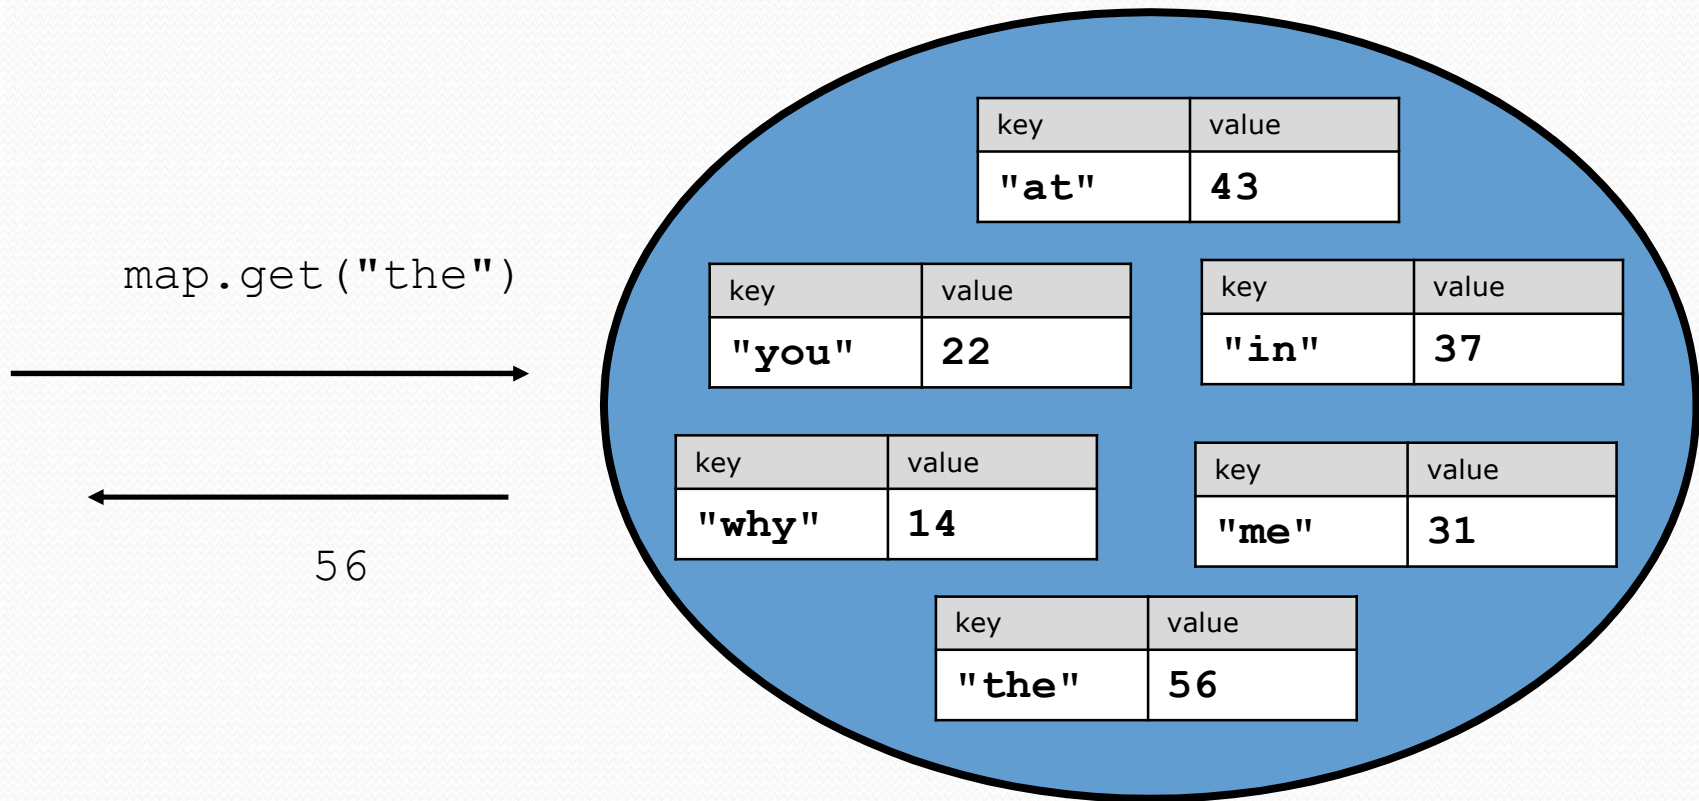 map.get("the")
56
key value
"at" 43
key value
"you" 22
key value
"in" 37
key value
"why" 14
key value
"me" 31
key value
"the" 56